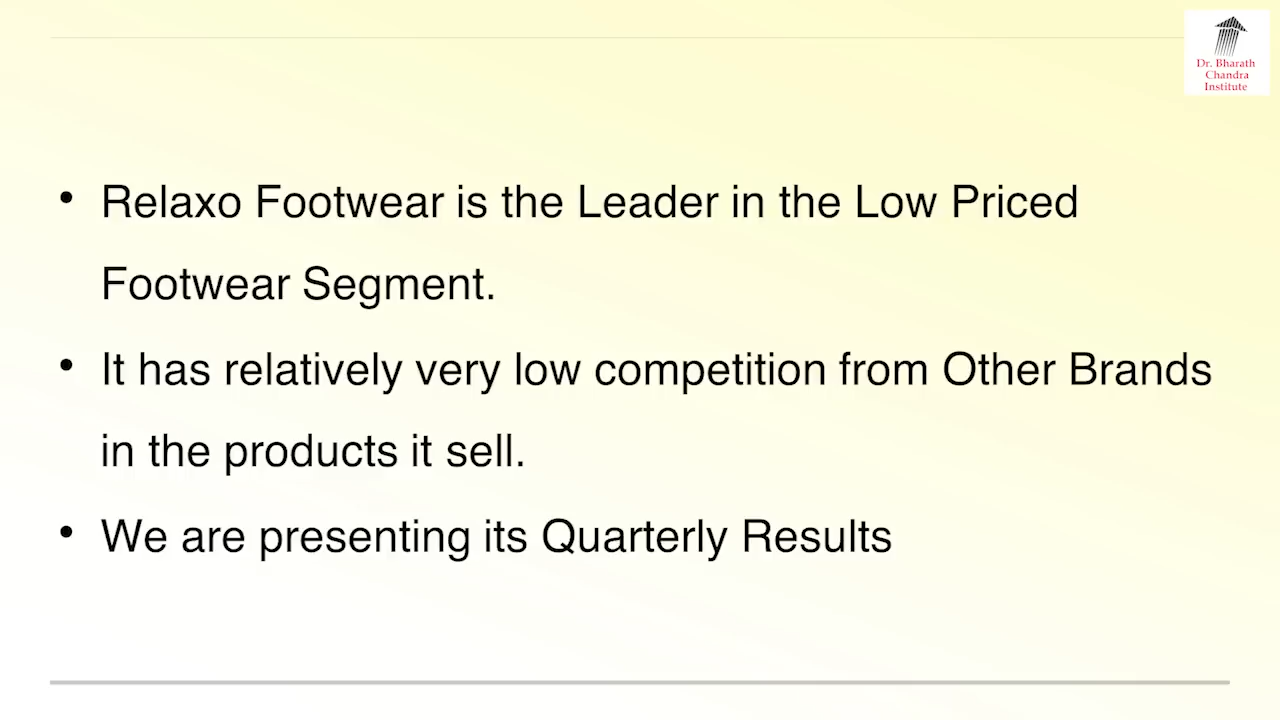 Dr. Bharath
Chandra
Institute
• Relaxo Footwear is the Leader in the Low Priced
Footwear Segment.
• It has relatively very low competition from Other Brands
in the products it sell.
• We are presenting its Quarterly Results